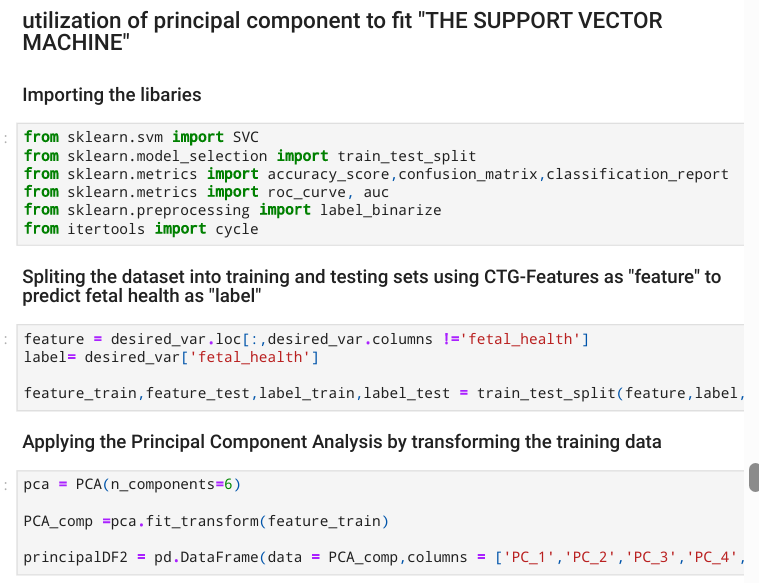 utilization of principal component to fit "THE SUPPORT VECTOR
MACHINE"
Importing the libaries
:
from sklearn.svm import SVC
from sklearn.model_selection import train_test_split
from sklearn.metrics import accuracy_score,confusion_matrix,classification_report
from sklearn.metrics import roc_curve, auc
from sklearn.preprocessing import label_binarize
from itertools import cycle
Spliting the dataset into training and testing sets using CTG-Features as "feature" to
predict fetal health as "label"
:
feature = desired_var.loc[:,desired_var.columns !='fetal_health']
label= desired_var['fetal_health']
feature_train,feature_test,label_train,label_test = train_test_split(feature,label,
Applying the Principal Component Analysis by transforming the training data
:
pca = PCA(n_components=6)
PCA_comp =pca.fit_transform(feature_train)
principalDF2 = pd.DataFrame(data = PCA_comp,columns = ['PC_1','PC_2','PC_3','PC_4',